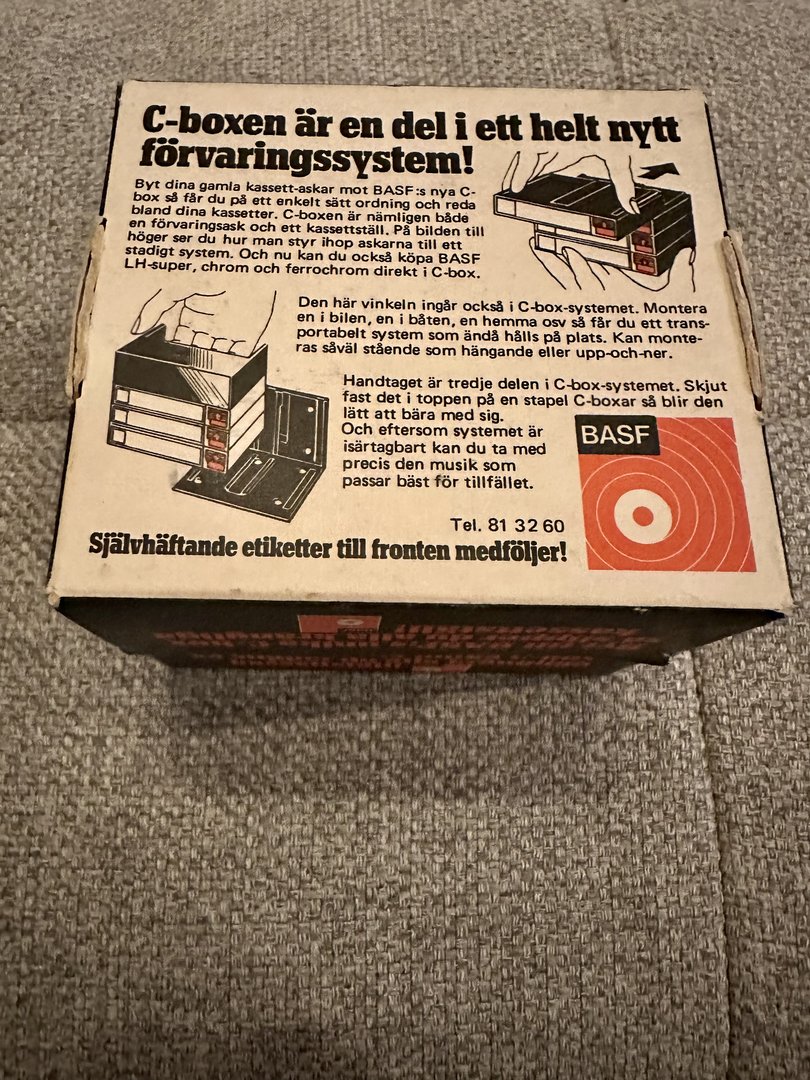 C-boxen är en del i ett helt nytt
förvaringssystem!
Byt dina gamla kassett-askar mot BASF:s nya C-
box så får du på ett enkelt sätt ordning och reda
bland dina kassetter. C-boxen är nämligen både
en förvaringsask och ett kassettställ. På bilden till
höger ser du hur man styr ihop askarna till ett
stadigt system. Och nu kan du också köpa BASF
LH-super, chrom och ferrochrom direkt i C-box.
Den här vinkeln ingår också i C-box-systemet. Montera
en i bilen, en i båten, en hemma osv så får du ett trans-
portabelt system som ändå hålls på plats. Kan monte-
ras såväl stående som hängande eller upp-och-ner.
Handtaget är tredje delen i C-box-systemet. Skjut
fast det i toppen på en stapel C-boxar så blir den
lätt att bära med sig.
Och eftersom systemet är
isärtagbart kan du ta med
precis den musik som
passar bäst för tillfället.
BASF
Tel. 81 32 60
Självhäftande etiketter till fronten medföljer!